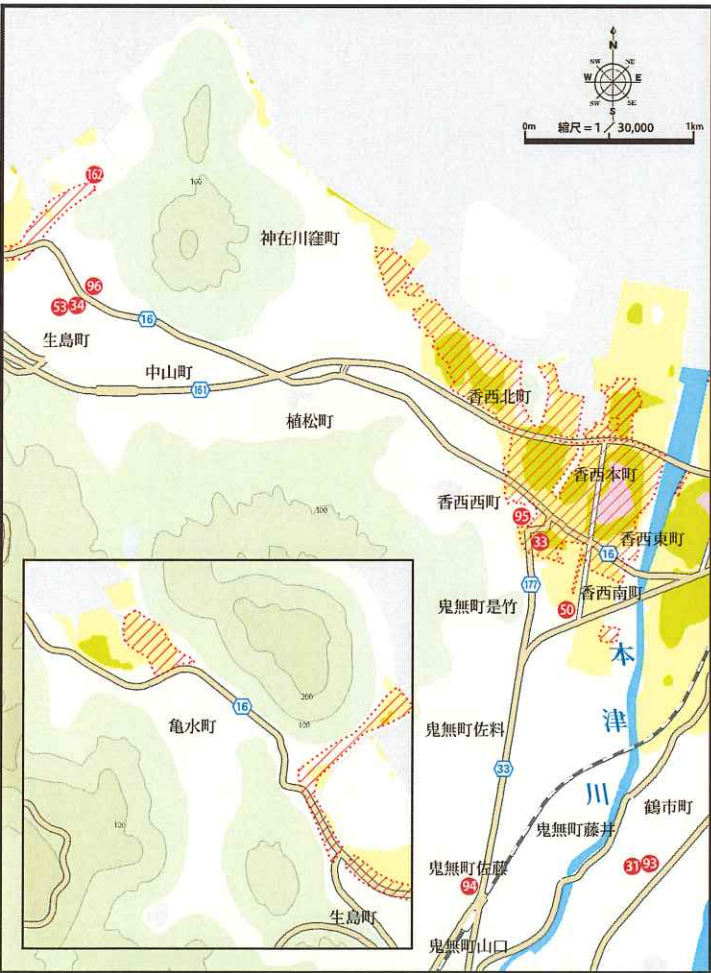 N
NW NE
W E
SW SE
S
0m 縮尺=1/30,000 1km
162
100
神在川窪町
96
53 34
16
生島町
中山町
161
植松町
香西北町
香西本町
100
香西西町
95
33
香西東町
16
177
香西南町
鬼無町是竹
50
本津川
鬼無町佐料
33
鶴市町
鬼無町藤井
鬼無町佐藤
31 93
94
鬼無町山口
16
亀水町
200
100
100
生島町